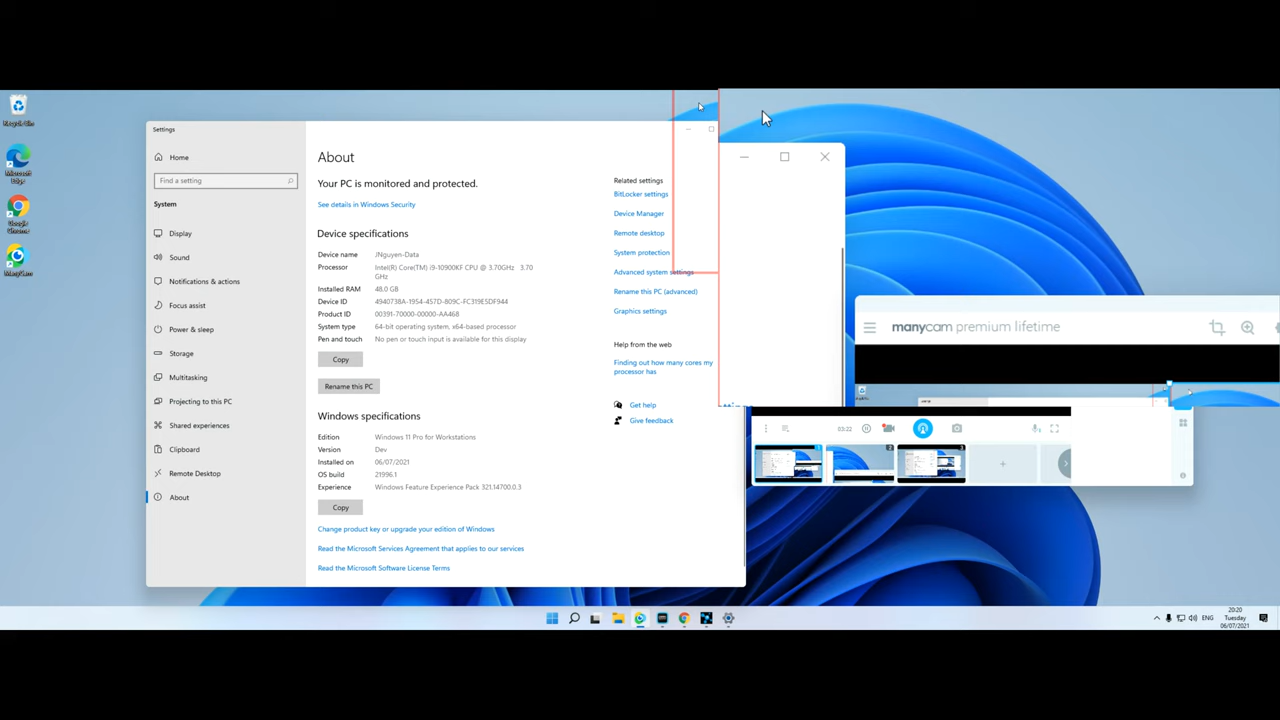 Recycle Bin
Microsoft
Edge
Google
Chrome
ManyCam
Settings
Home
Find a setting
System
Display
Sound
Notifications & actions
Focus assist
Power & sleep
Storage
Multitasking
Projecting to this PC
Shared experiences
Clipboard
Remote Desktop
About
About
Your PC is monitored and protected.
See details in Windows Security
Device specifications
Device name JNguyen-Data
Processor Intel(R) Core(TM) i9-10900KF CPU @ 3.70GHz 3.70
GHz
Installed RAM 48.0 GB
Device ID 4940738A-1954-457D-809C-FC319E5DF944
Product ID 00391-70000-00000-AA468
System type 64-bit operating system, x64-based processor
Pen and touch No pen or touch input is available for this display
Copy
Rename this PC
Windows specifications
Edition Windows 11 Pro for Workstations
Version Dev
Installed on 06/07/2021
OS build 21996.1
Experience Windows Feature Experience Pack 321.14700.0.3
Copy
Change product key or upgrade your edition of Windows
Read the Microsoft Services Agreement that applies to our services
Read the Microsoft Software License Terms
Related settings
BitLocker settings
Device Manager
Remote desktop
System protection
Advanced system settings
Rename this PC (advanced)
Graphics settings
Help from the web
Finding out how many cores my
processor has
Get help
Give feedback
manycam premium lifetime
03:22
1
2
3
ENG
20:20
Tuesday
06/07/2021